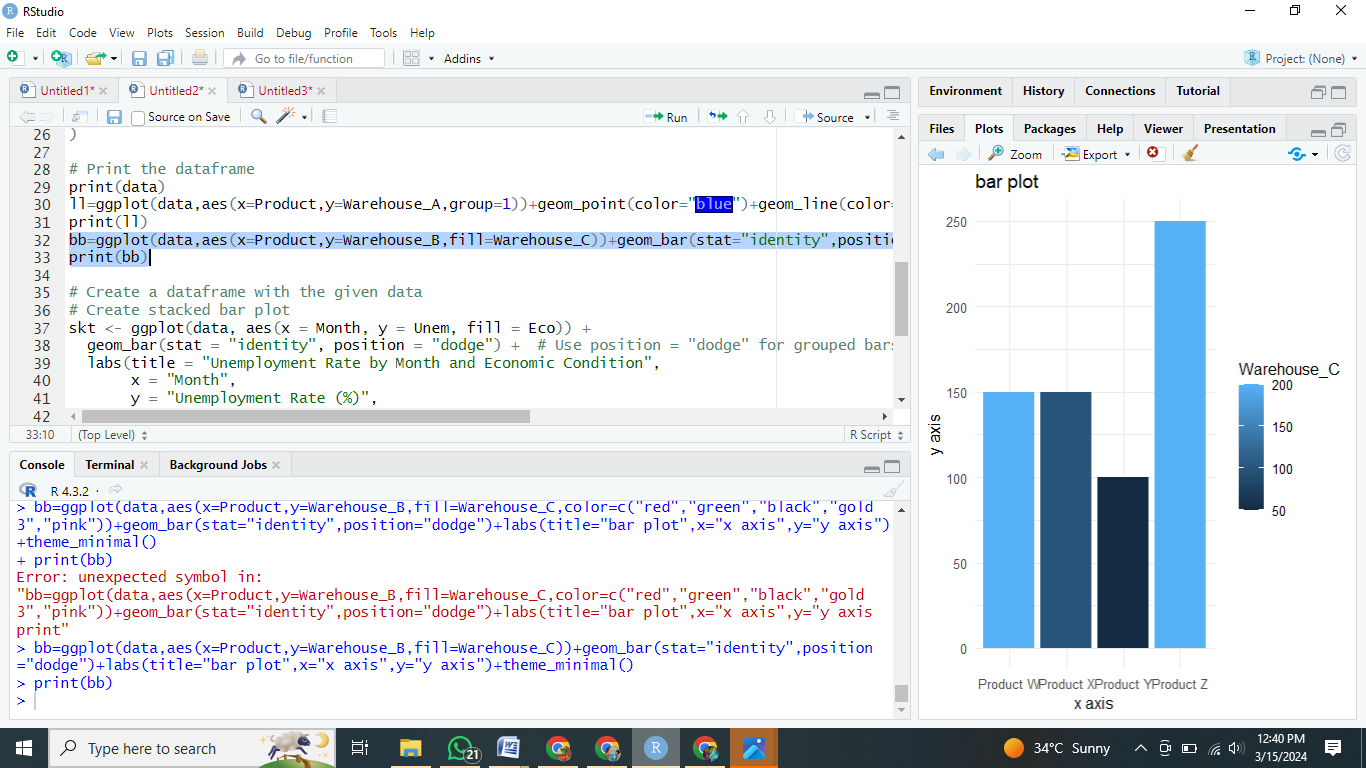 RStudio
File Edit Code View Plots Session Build Debug Profile Tools Help
Go to file/function Addins Project: (None)
Untitled1* Untitled2* Untitled3*
Source on Save Run Source
26 )
27
28 # Print the dataframe
29 print(data)
30 ll=ggplot(data,aes(x=Product,y=Warehouse_A,group=1))+geom_point(color="blue")+geom_line(color=
31 print(ll)
32 bb=ggplot(data,aes(x=Product,y=Warehouse_B,fill=Warehouse_C))+geom_bar(stat="identity",positi
33 print(bb)
34
35 # Create a dataframe with the given data
36 # Create stacked bar plot
37 skt <- ggplot(data, aes(x = Month, y = Unem, fill = Eco)) +
38 geom_bar(stat = "identity", position = "dodge") + # Use position = "dodge" for grouped bars
39 labs(title = "Unemployment Rate by Month and Economic Condition",
40 x = "Month",
41 y = "Unemployment Rate (%)",
42
33:10 (Top Level) R Script
Console Terminal Background Jobs
R 4.3.2 ·
> bb=ggplot(data,aes(x=Product,y=Warehouse_B,fill=Warehouse_C,color=c("red","green","black","gold
3","pink"))+geom_bar(stat="identity",position="dodge")+labs(title="bar plot",x="x axis",y="y axis")
+theme_minimal()
+ print(bb)
Error: unexpected symbol in:
"bb=ggplot(data,aes(x=Product,y=Warehouse_B,fill=Warehouse_C,color=c("red","green","black","gold
3","pink"))+geom_bar(stat="identity",position="dodge")+labs(title="bar plot",x="x axis",y="y axis
print"
> bb=ggplot(data,aes(x=Product,y=Warehouse_B,fill=Warehouse_C))+geom_bar(stat="identity",position
="dodge")+labs(title="bar plot",x="x axis",y="y axis")+theme_minimal()
> print(bb)
>
Environment History Connections Tutorial
Files Plots Packages Help Viewer Presentation
Zoom Export
bar plot
250
200
150
100
50
0
y axis
Product W Product X Product Y Product Z
x axis
Warehouse_C
200
150
100
50
Type here to search
21
34°C Sunny
12:40 PM
3/15/2024